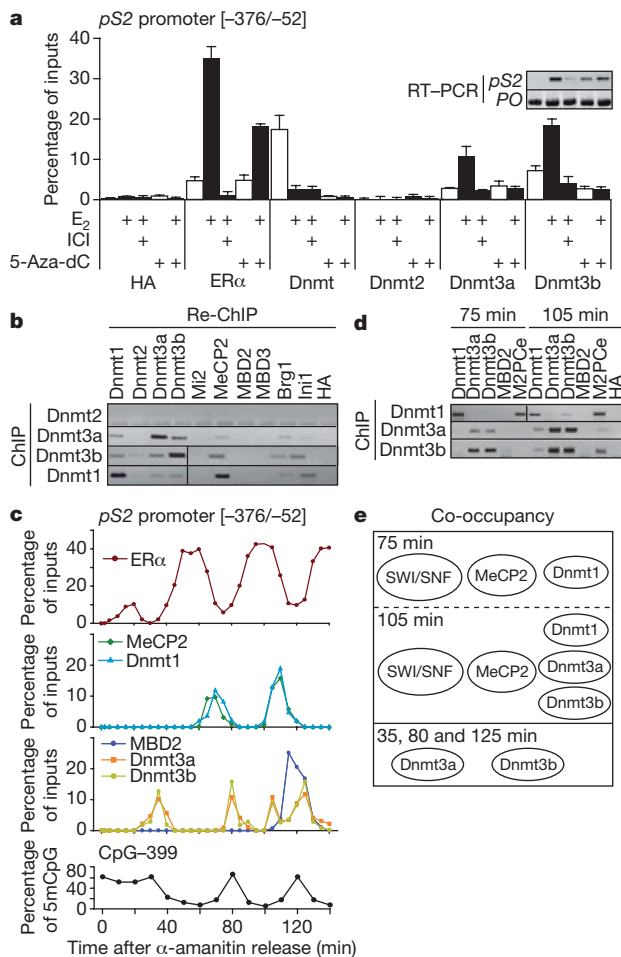 a
pS2 promoter [–376/–52]
Percentage of inputs
40
30
20
10
0
RT–PCR
pS2
PO
E2 + + + + + + + + + + + + + + + + + +
ICI + + + + + +
5-Aza-dC + + + + + + + + + + + +
HA ERα Dnmt Dnmt2 Dnmt3a Dnmt3b
b
Re-ChIP
Dnmt1 Dnmt2 Dnmt3a Dnmt3b Mi2 MeCP2 MBD2 MBD3 Brg1 Ini1 HA
ChIP
Dnmt2
Dnmt3a
Dnmt3b
Dnmt1
d
75 min 105 min
Dnmt1 Dnmt3a Dnmt3b MBD2 M2PCe Dnmt1 Dnmt3a Dnmt3b MBD2 M2PCe HA
ChIP
Dnmt1
Dnmt3a
Dnmt3b
c
pS2 promoter [–376/–52]
Percentage of inputs
40
20
0
ERα
Percentage of inputs
20
10
0
MeCP2
Dnmt1
Percentage of inputs
20
10
0
MBD2
Dnmt3a
Dnmt3b
Percentage of 5mCpG
80
60
40
20
0
CpG–399
0 40 80 120
Time after α-amanitin release (min)
e
Co-occupancy
75 min
SWI/SNF MeCP2 Dnmt1
105 min
Dnmt1
SWI/SNF MeCP2 Dnmt3a
Dnmt3b
35, 80 and 125 min
Dnmt3a Dnmt3b